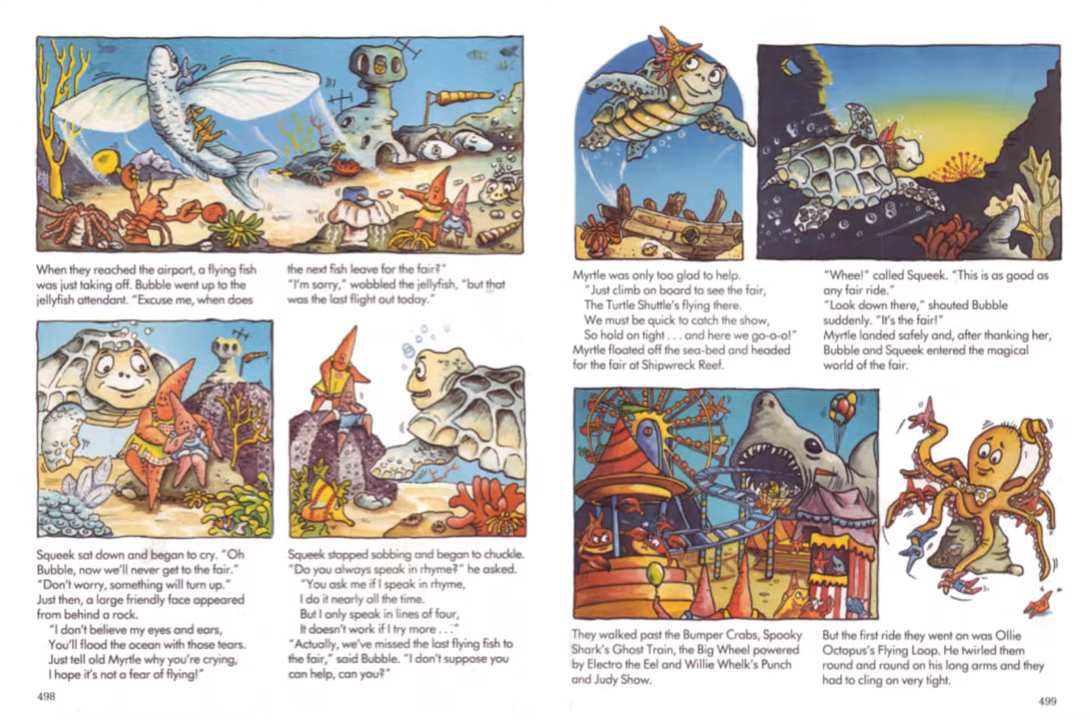 When they reached the airport, a flying fish
was just taking off. Bubble went up to the
jellyfish attendant. "Excuse me, when does
the next fish leave for the fair?"
"I'm sorry," wobbled the jellyfish, "but that
was the last flight out today."
Squeek sat down and began to cry. "Oh
Bubble, now we'll never get to the fair."
"Don't worry, something will turn up."
Just then, a large friendly face appeared
from behind a rock.
"I don't believe my eyes and ears,
You'll flood the ocean with those tears.
Just tell old Myrtle why you're crying,
I hope it's not a fear of flying!"
Squeek stopped sobbing and began to chuckle.
"Do you always speak in rhyme?" he asked.
"You ask me if I speak in rhyme,
I do it nearly all the time.
But I only speak in lines of four,
It doesn't work if I try more . . ."
"Actually, we've missed the last flying fish to
the fair," said Bubble. "I don't suppose you
can help, can you?"
498
Myrtle was only too glad to help.
"Just climb on board to see the fair,
The Turtle Shuttle's flying there.
We must be quick to catch the show,
So hold on tight . . . and here we go-o-o!"
Myrtle floated off the sea-bed and headed
for the fair at Shipwreck Reef.
"Whee!" called Squeek. "This is as good as
any fair ride."
"Look down there," shouted Bubble
suddenly. "It's the fair!"
Myrtle landed safely and, after thanking her,
Bubble and Squeek entered the magical
world of the fair.
They walked past the Bumper Crabs, Spooky
Shark's Ghost Train, the Big Wheel powered
by Electro the Eel and Willie Whelk's Punch
and Judy Show.
But the first ride they went on was Ollie
Octopus's Flying Loop. He twirled them
round and round on his long arms and they
had to cling on very tight.
499